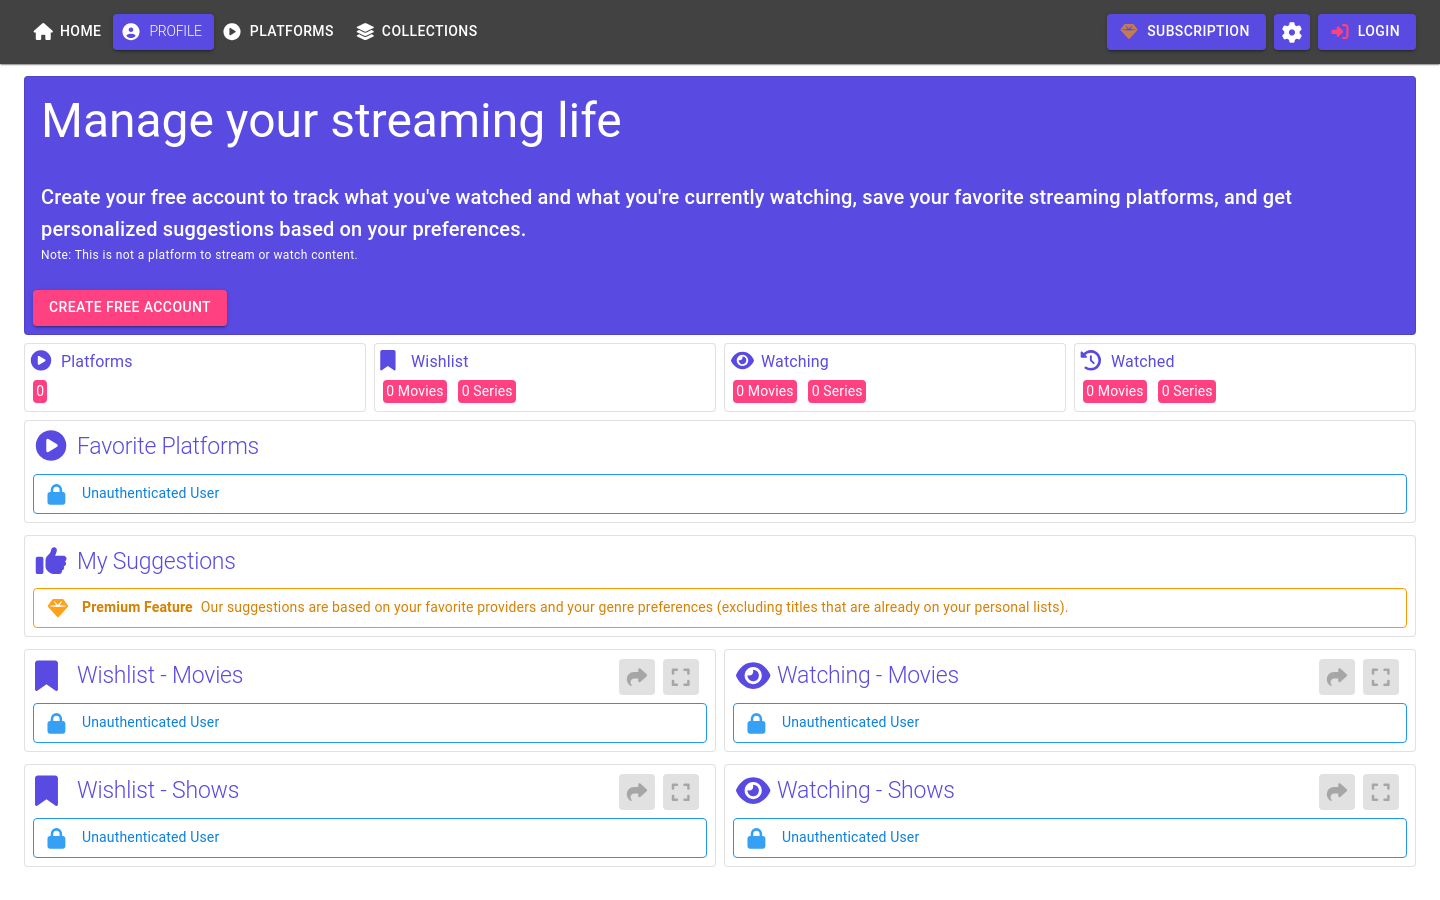 HOME PROFILE PLATFORMS COLLECTIONS SUBSCRIPTION LOGIN
Manage your streaming life
Create your free account to track what you've watched and what you're currently watching, save your favorite streaming platforms, and get
personalized suggestions based on your preferences.
Note: This is not a platform to stream or watch content.
CREATE FREE ACCOUNT
Platforms
0
Wishlist
0 Movies 0 Series
Watching
0 Movies 0 Series
Watched
0 Movies 0 Series
Favorite Platforms
Unauthenticated User
My Suggestions
Premium Feature Our suggestions are based on your favorite providers and your genre preferences (excluding titles that are already on your personal lists).
Wishlist - Movies
Unauthenticated User
Watching - Movies
Unauthenticated User
Wishlist - Shows
Unauthenticated User
Watching - Shows
Unauthenticated User